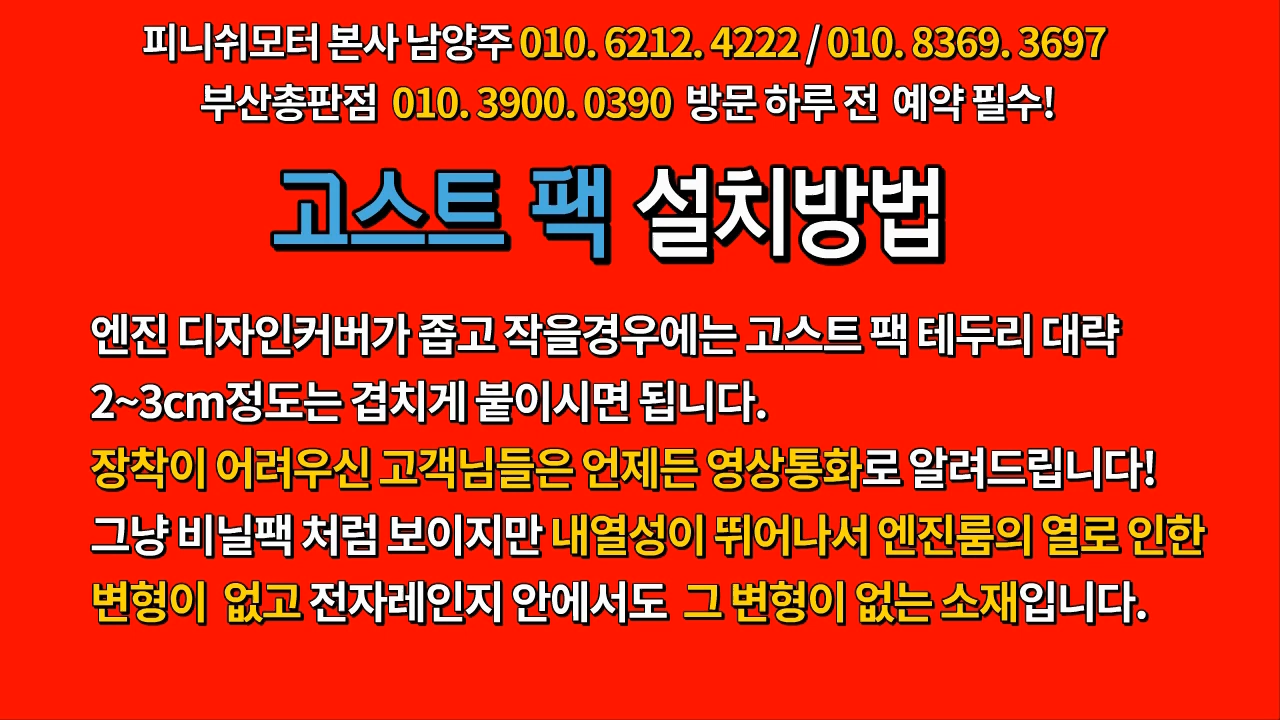 피니쉬모터 본사 남양주 010. 6212. 4222 / 010. 8369. 3697
부산총판점 010. 3900. 0390 방문 하루 전 예약 필수!
고스트 팩 설치방법
엔진 디자인커버가 좁고 작을경우에는 고스트 팩 테두리 대략
2~3cm정도는 겹치게 붙이시면 됩니다.
장착이 어려우신 고객님들은 언제든 영상통화로 알려드립니다!
그냥 비닐팩 처럼 보이지만 내열성이 뛰어나서 엔진룸의 열로 인한
변형이 없고 전자레인지 안에서도 그 변형이 없는 소재입니다.